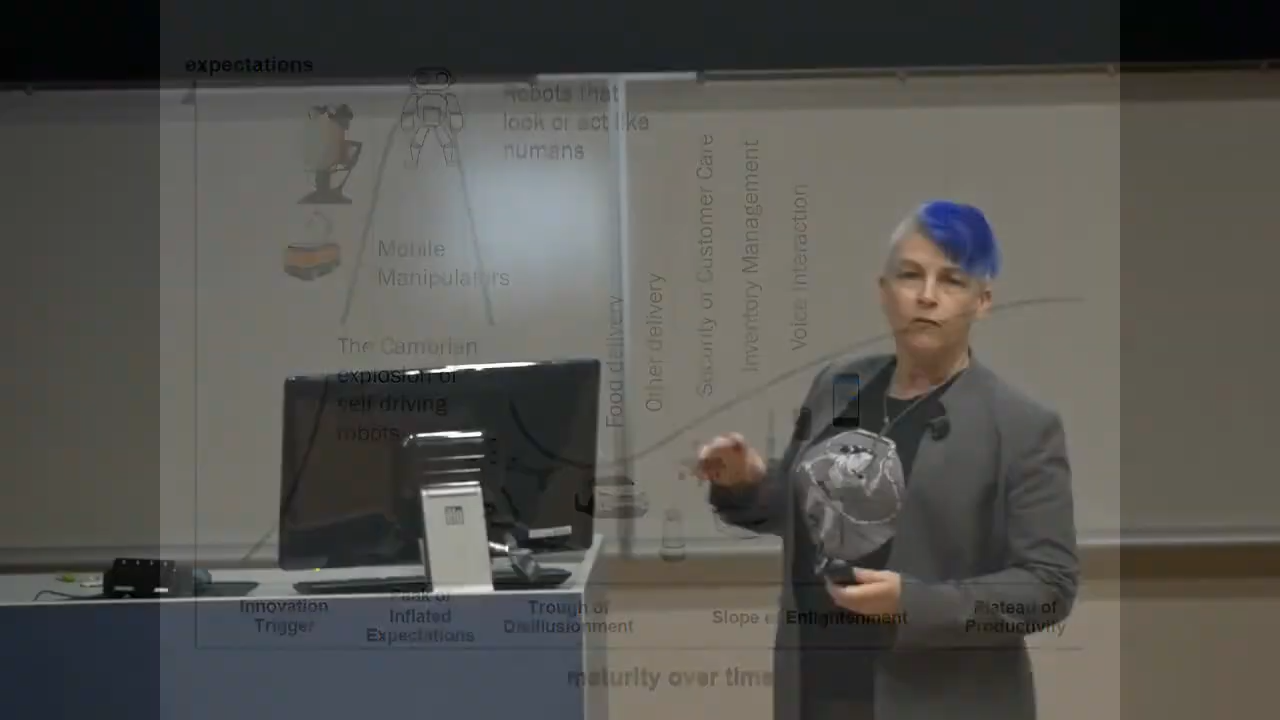 expectations
Robots that
look or act like
humans
Mobile
Manipulators
The Cambrian
explosion of
self driving
robots
Food delivery
Other delivery
Security or Customer Care
Inventory Management
Voice Interaction
Innovation
Trigger
Peak of
Inflated
Expectations
Trough of
Disillusionment
Slope of Enlightenment
Plateau of
Productivity
maturity over time